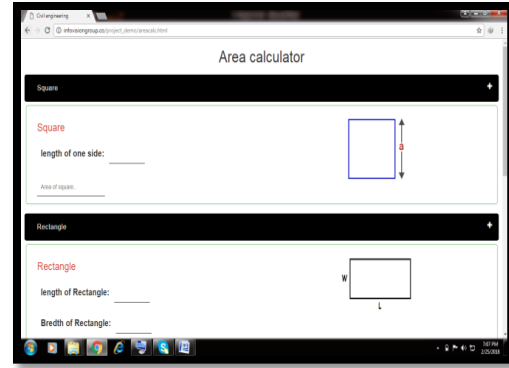 Civil engineering
infovisiongroup.co/project_demo/areacalc.html
Area calculator
Square
+
Square
length of one side:
a
Area of square.
Rectangle
+
Rectangle
length of Rectangle:
W
L
Bredth of Rectangle:
7:07 PM
2/25/2018